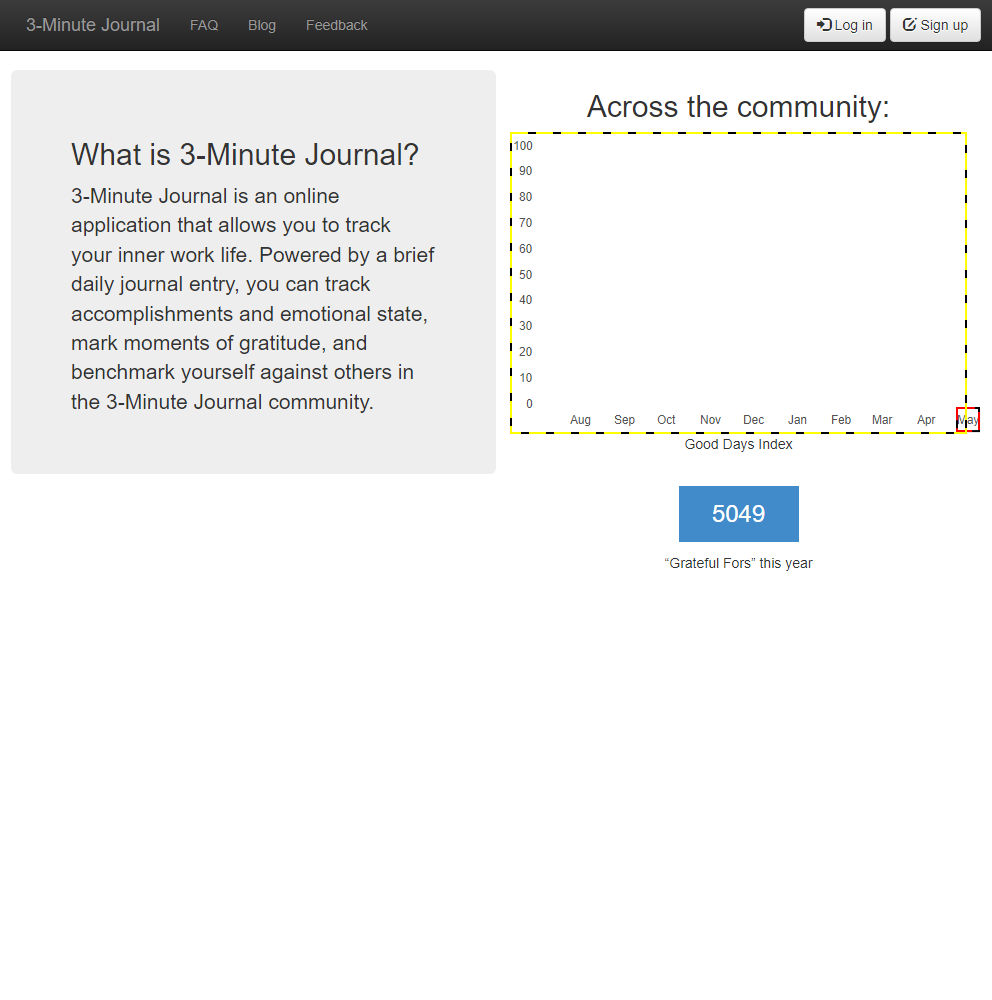 3-Minute Journal FAQ Blog Feedback Log in Sign up
What is 3-Minute Journal?
3-Minute Journal is an online
application that allows you to track
your inner work life. Powered by a brief
daily journal entry, you can track
accomplishments and emotional state,
mark moments of gratitude, and
benchmark yourself against others in
the 3-Minute Journal community.
Across the community:
100
90
80
70
60
50
40
30
20
10
0
Aug Sep Oct Nov Dec Jan Feb Mar Apr May
Good Days Index
5049
“Grateful Fors” this year